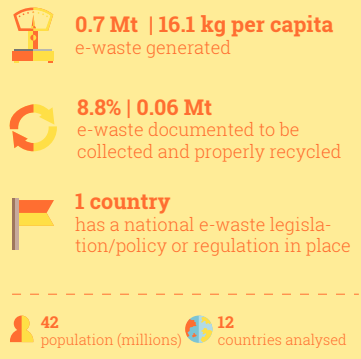 0.7 Mt | 16.1 kg per capita
e-waste generated
8.8% | 0.06 Mt
e-waste documented to be
collected and properly recycled
1 country
has a national e-waste legisla-
tion/policy or regulation in place
42
population (millions)
12
countries analysed